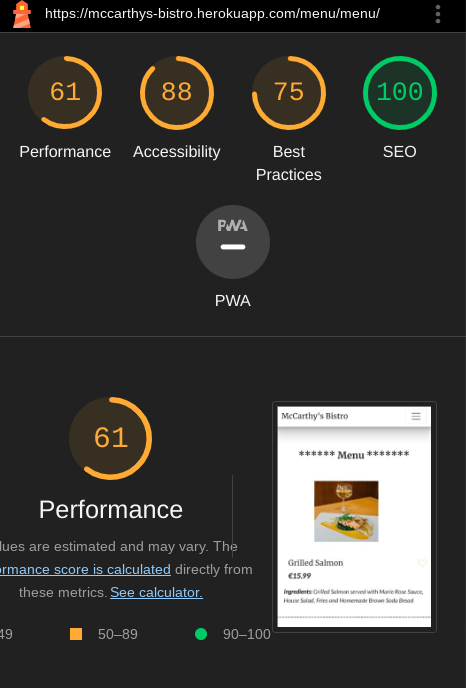 https://mccarthys-bistro.herokuapp.com/menu/menu/
61 88 75 100
Performance Accessibility Best Practices SEO
PWA
PWA
61
Performance
lues are estimated and may vary. The
ormance score is calculated directly from
these metrics. See calculator.
49 50–89 90–100
McCarthy's Bistro
****** Menu *******
Grilled Salmon
€15.99
Ingredients: Grilled Salmon served with Marie Rose Sauce,
House Salad, Fries and Homemade Brown Soda Bread